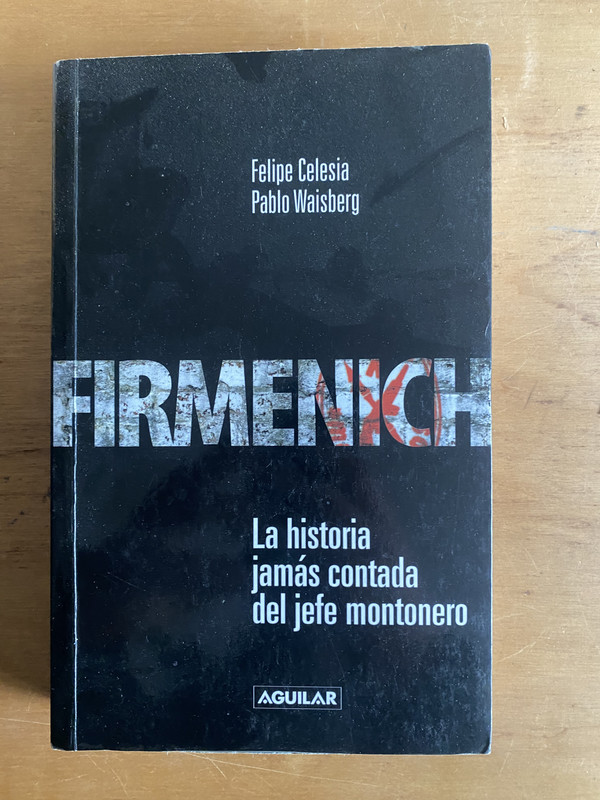 Felipe Celesia
Pablo Waisberg
FIRMENICH
La historia
jamás contada
del jefe montonero
AGUILAR